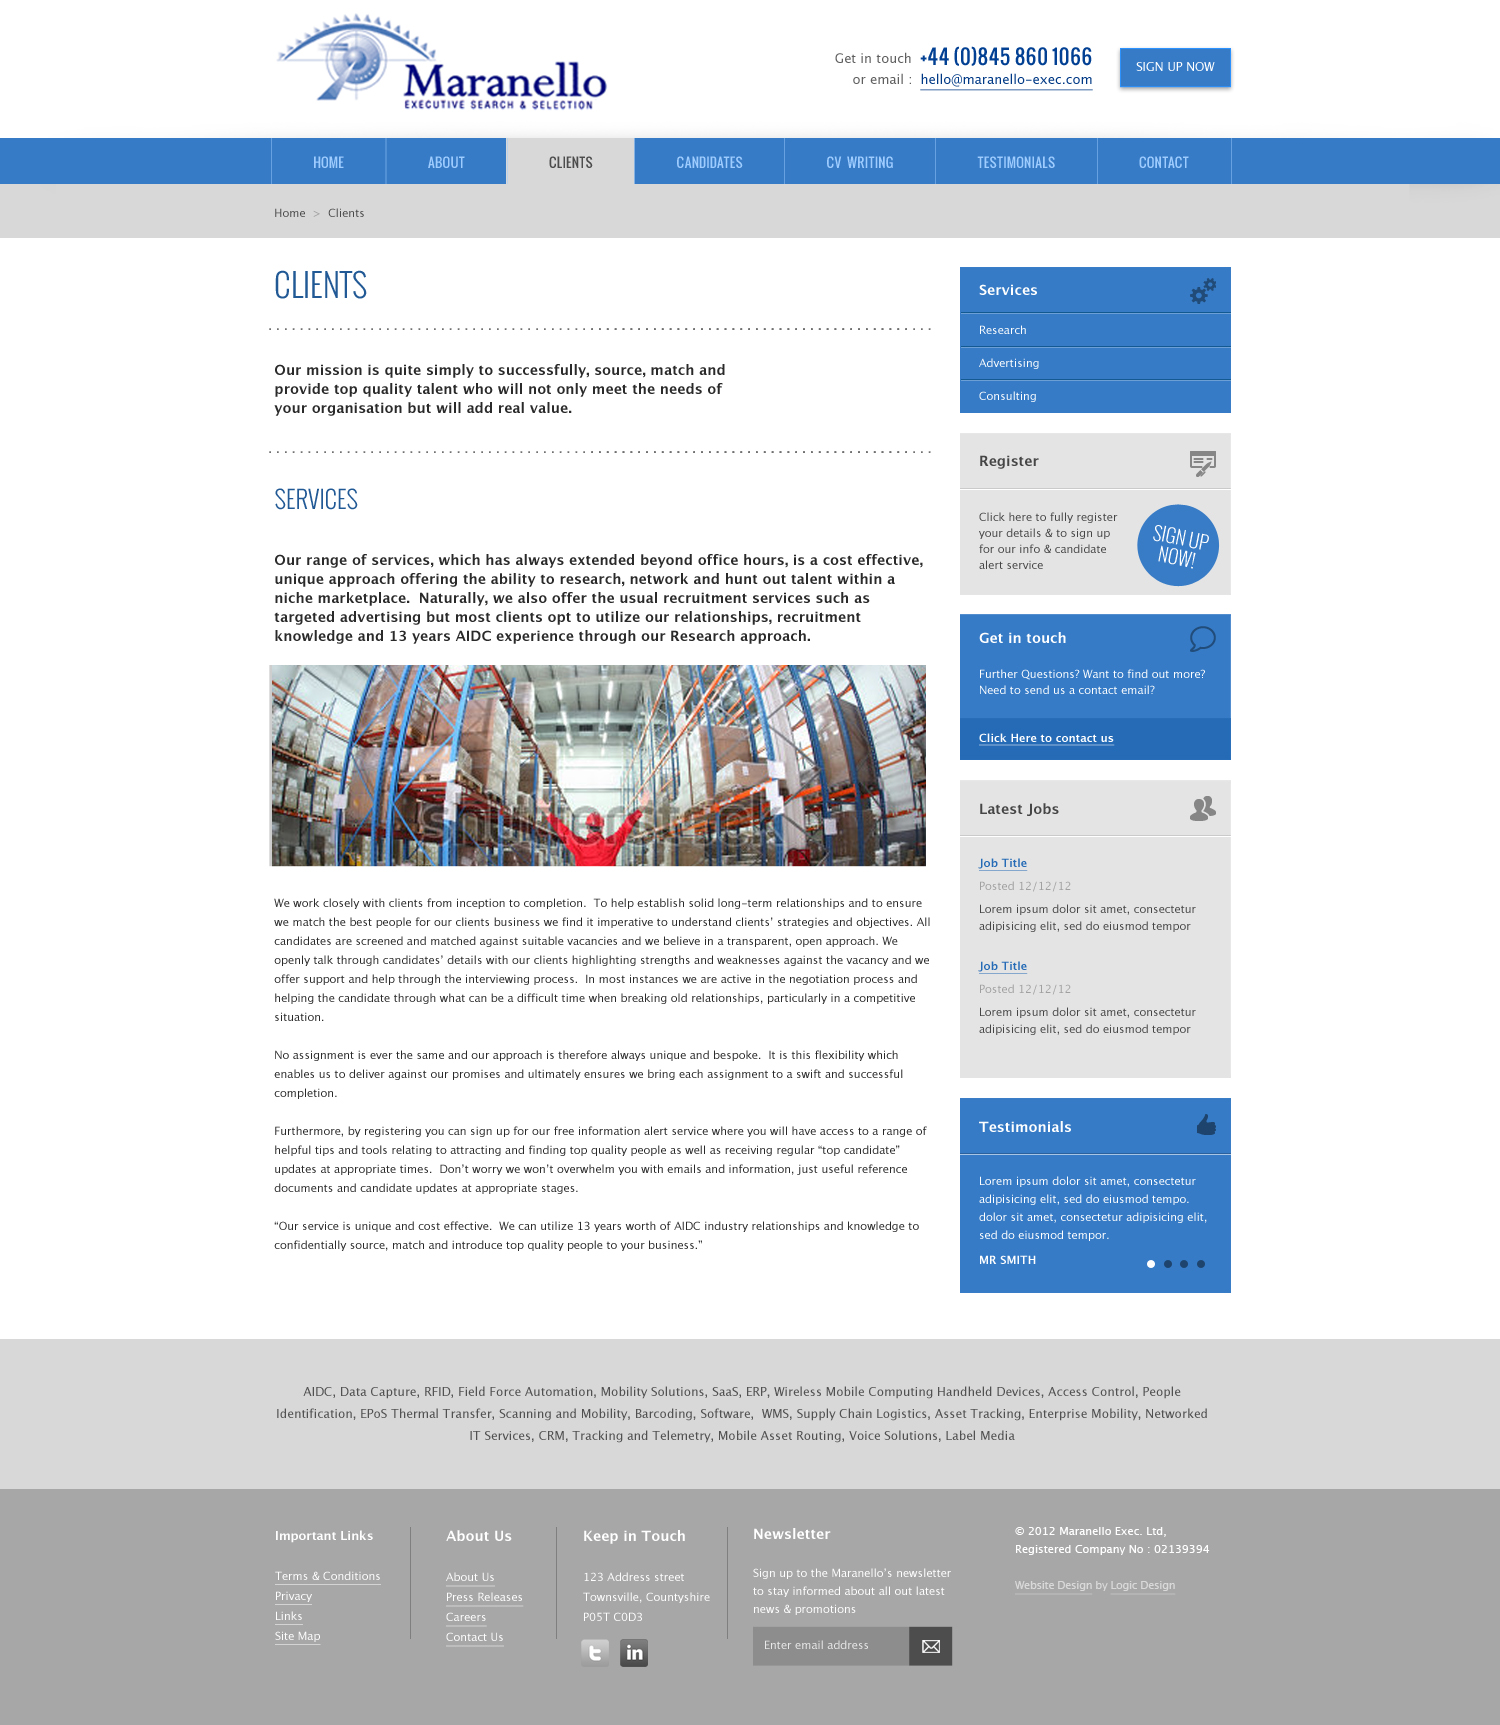 Maranello
EXECUTIVE SEARCH & SELECTION
Get in touch +44 (0)845 860 1066
or email : hello@maranello-exec.com
SIGN UP NOW
HOME
ABOUT
CLIENTS
CANDIDATES
CV WRITING
TESTIMONIALS
CONTACT
Home > Clients
CLIENTS
Our mission is quite simply to successfully, source, match and
provide top quality talent who will not only meet the needs of
your organisation but will add real value.
SERVICES
Our range of services, which has always extended beyond office hours, is a cost effective,
unique approach offering the ability to research, network and hunt out talent within a
niche marketplace. Naturally, we also offer the usual recruitment services such as
targeted advertising but most clients opt to utilize our relationships, recruitment
knowledge and 13 years AIDC experience through our Research approach.
shutterstock
We work closely with clients from inception to completion. To help establish solid long-term relationships and to ensure
we match the best people for our clients business we find it imperative to understand clients’ strategies and objectives. All
candidates are screened and matched against suitable vacancies and we believe in a transparent, open approach. We
openly talk through candidates’ details with our clients highlighting strengths and weaknesses against the vacancy and we
offer support and help through the interviewing process. In most instances we are active in the negotiation process and
helping the candidate through what can be a difficult time when breaking old relationships, particularly in a competitive
situation.
No assignment is ever the same and our approach is therefore always unique and bespoke. It is this flexibility which
enables us to deliver against our promises and ultimately ensures we bring each assignment to a swift and successful
completion.
Furthermore, by registering you can sign up for our free information alert service where you will have access to a range of
helpful tips and tools relating to attracting and finding top quality people as well as receiving regular “top candidate”
updates at appropriate times. Don’t worry we won’t overwhelm you with emails and information, just useful reference
documents and candidate updates at appropriate stages.
“Our service is unique and cost effective. We can utilize 13 years worth of AIDC industry relationships and knowledge to
confidentially source, match and introduce top quality people to your business.”
Services
Research
Advertising
Consulting
Register
Click here to fully register
your details & to sign up
for our info & candidate
alert service
SIGN UP
NOW!
Get in touch
Further Questions? Want to find out more?
Need to send us a contact email?
Click Here to contact us
Latest Jobs
Job Title
Posted 12/12/12
Lorem ipsum dolor sit amet, consectetur
adipisicing elit, sed do eiusmod tempor
Job Title
Posted 12/12/12
Lorem ipsum dolor sit amet, consectetur
adipisicing elit, sed do eiusmod tempor
Testimonials
Lorem ipsum dolor sit amet, consectetur
adipisicing elit, sed do eiusmod tempo.
dolor sit amet, consectetur adipisicing elit,
sed do eiusmod tempor.
MR SMITH
AIDC, Data Capture, RFID, Field Force Automation, Mobility Solutions, SaaS, ERP, Wireless Mobile Computing Handheld Devices, Access Control, People
Identification, EPoS Thermal Transfer, Scanning and Mobility, Barcoding, Software, WMS, Supply Chain Logistics, Asset Tracking, Enterprise Mobility, Networked
IT Services, CRM, Tracking and Telemetry, Mobile Asset Routing, Voice Solutions, Label Media
Important Links
Terms & Conditions
Privacy
Links
Site Map
About Us
About Us
Press Releases
Careers
Contact Us
Keep in Touch
123 Address street
Townsville, Countyshire
P05T C0D3
t
in
Newsletter
Sign up to the Maranello’s newsletter
to stay informed about all out latest
news & promotions
Enter email address
© 2012 Maranello Exec. Ltd,
Registered Company No : 02139394
Website Design by Logic Design